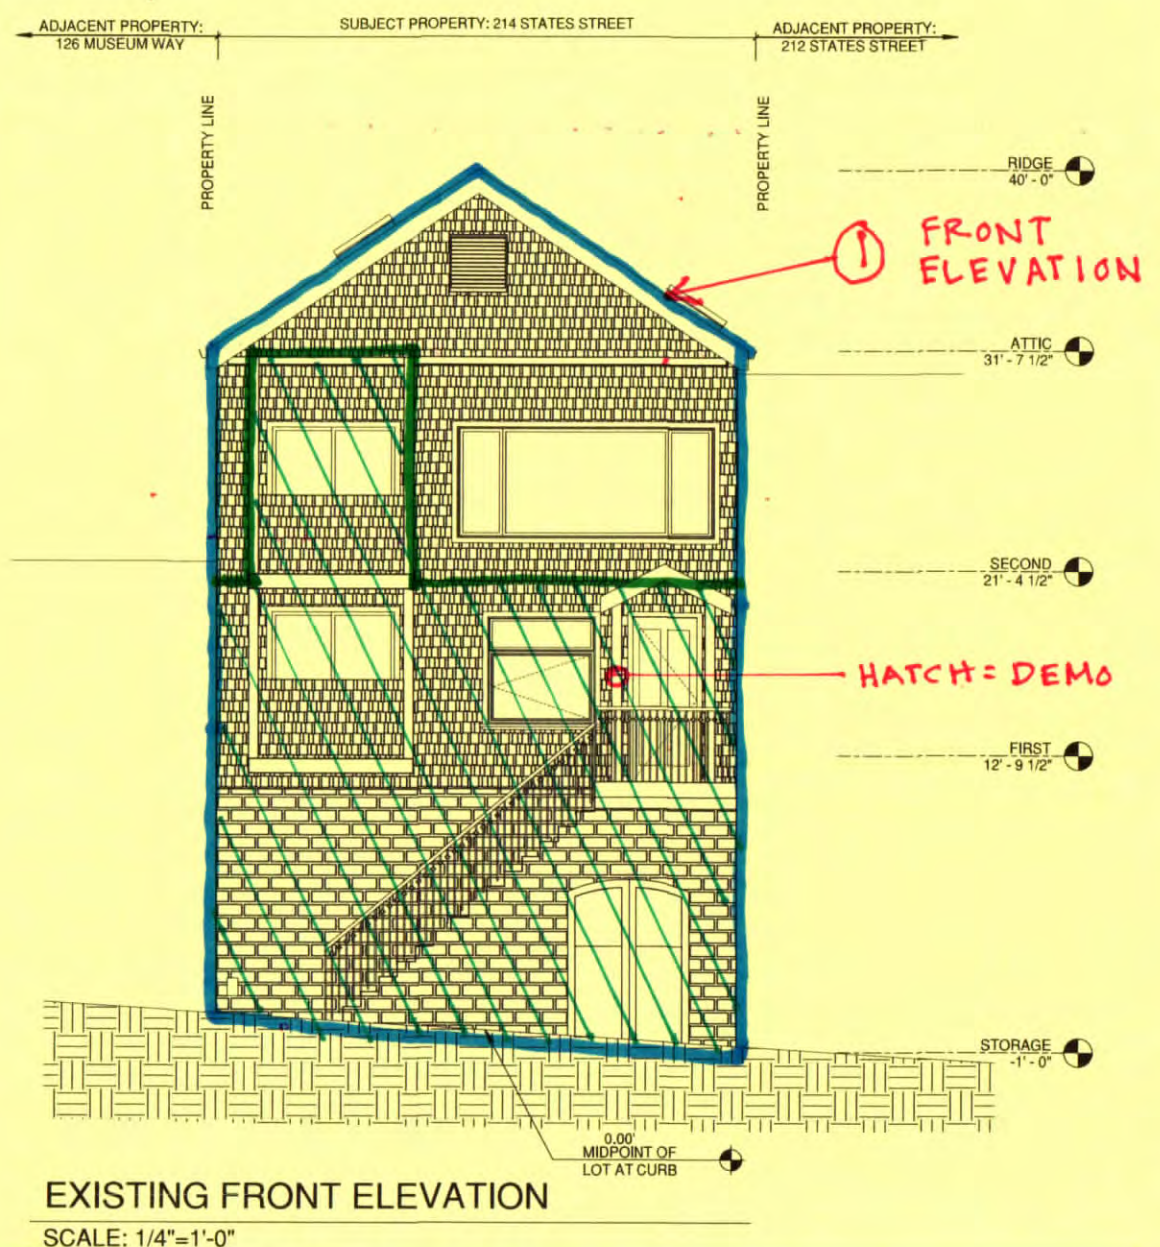 ADJACENT PROPERTY:
126 MUSEUM WAY
SUBJECT PROPERTY: 214 STATES STREET
ADJACENT PROPERTY:
212 STATES STREET
PROPERTY LINE
PROPERTY LINE
RIDGE
40' - 0"
1 FRONT
ELEVATION
ATTIC
31' - 7 1/2"
SECOND
21' - 4 1/2"
HATCH = DEMO
FIRST
12' - 9 1/2"
STORAGE
-1' - 0"
0.00'
MIDPOINT OF
LOT AT CURB
EXISTING FRONT ELEVATION
SCALE: 1/4"=1'-0"